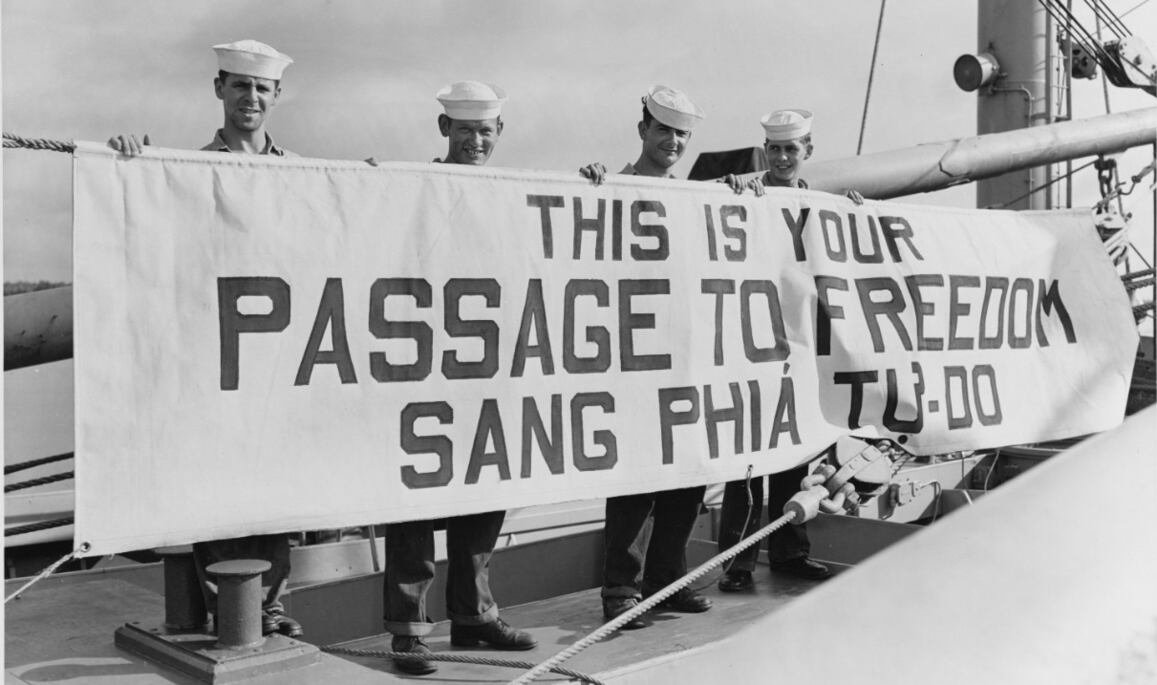 THIS IS YOUR
PASSAGE TO FREEDOM
SANG PHIÁ TỰ-DO